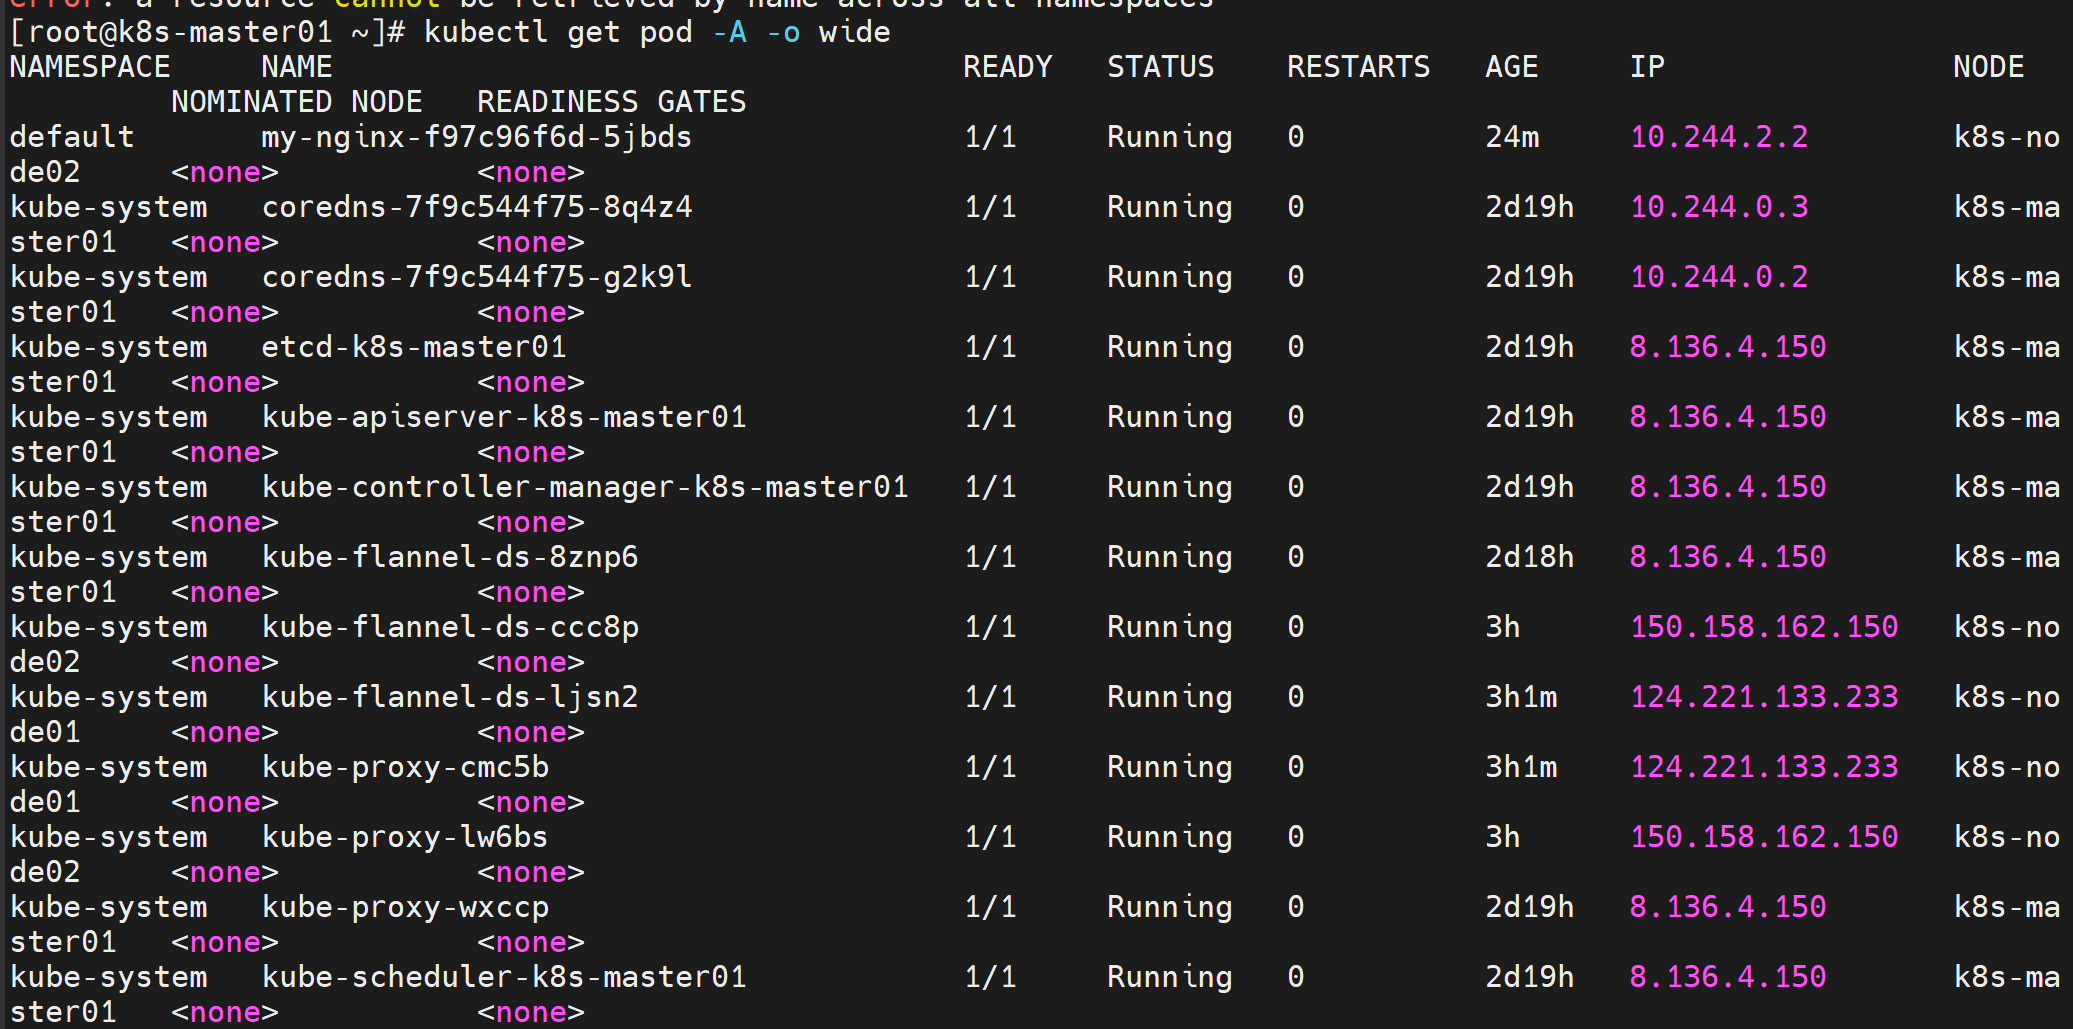 error: a resource cannot be retrieved by name across all namespaces
[root@k8s-master01 ~]# kubectl get pod -A -o wide
NAMESPACE     NAME                                   READY   STATUS    RESTARTS   AGE     IP                NODE
         NOMINATED NODE   READINESS GATES
default       my-nginx-f97c96f6d-5jbds               1/1     Running   0          24m     10.244.2.2        k8s-no
de02     <none>           <none>
kube-system   coredns-7f9c544f75-8q4z4               1/1     Running   0          2d19h   10.244.0.3        k8s-ma
ster01   <none>           <none>
kube-system   coredns-7f9c544f75-g2k9l               1/1     Running   0          2d19h   10.244.0.2        k8s-ma
ster01   <none>           <none>
kube-system   etcd-k8s-master01                      1/1     Running   0          2d19h   8.136.4.150       k8s-ma
ster01   <none>           <none>
kube-system   kube-apiserver-k8s-master01            1/1     Running   0          2d19h   8.136.4.150       k8s-ma
ster01   <none>           <none>
kube-system   kube-controller-manager-k8s-master01   1/1     Running   0          2d19h   8.136.4.150       k8s-ma
ster01   <none>           <none>
kube-system   kube-flannel-ds-8znp6                  1/1     Running   0          2d18h   8.136.4.150       k8s-ma
ster01   <none>           <none>
kube-system   kube-flannel-ds-ccc8p                  1/1     Running   0          3h      150.158.162.150   k8s-no
de02     <none>           <none>
kube-system   kube-flannel-ds-ljsn2                  1/1     Running   0          3h1m    124.221.133.233   k8s-no
de01     <none>           <none>
kube-system   kube-proxy-cmc5b                       1/1     Running   0          3h1m    124.221.133.233   k8s-no
de01     <none>           <none>
kube-system   kube-proxy-lw6bs                       1/1     Running   0          3h      150.158.162.150   k8s-no
de02     <none>           <none>
kube-system   kube-proxy-wxccp                       1/1     Running   0          2d19h   8.136.4.150       k8s-ma
ster01   <none>           <none>
kube-system   kube-scheduler-k8s-master01            1/1     Running   0          2d19h   8.136.4.150       k8s-ma
ster01   <none>           <none>